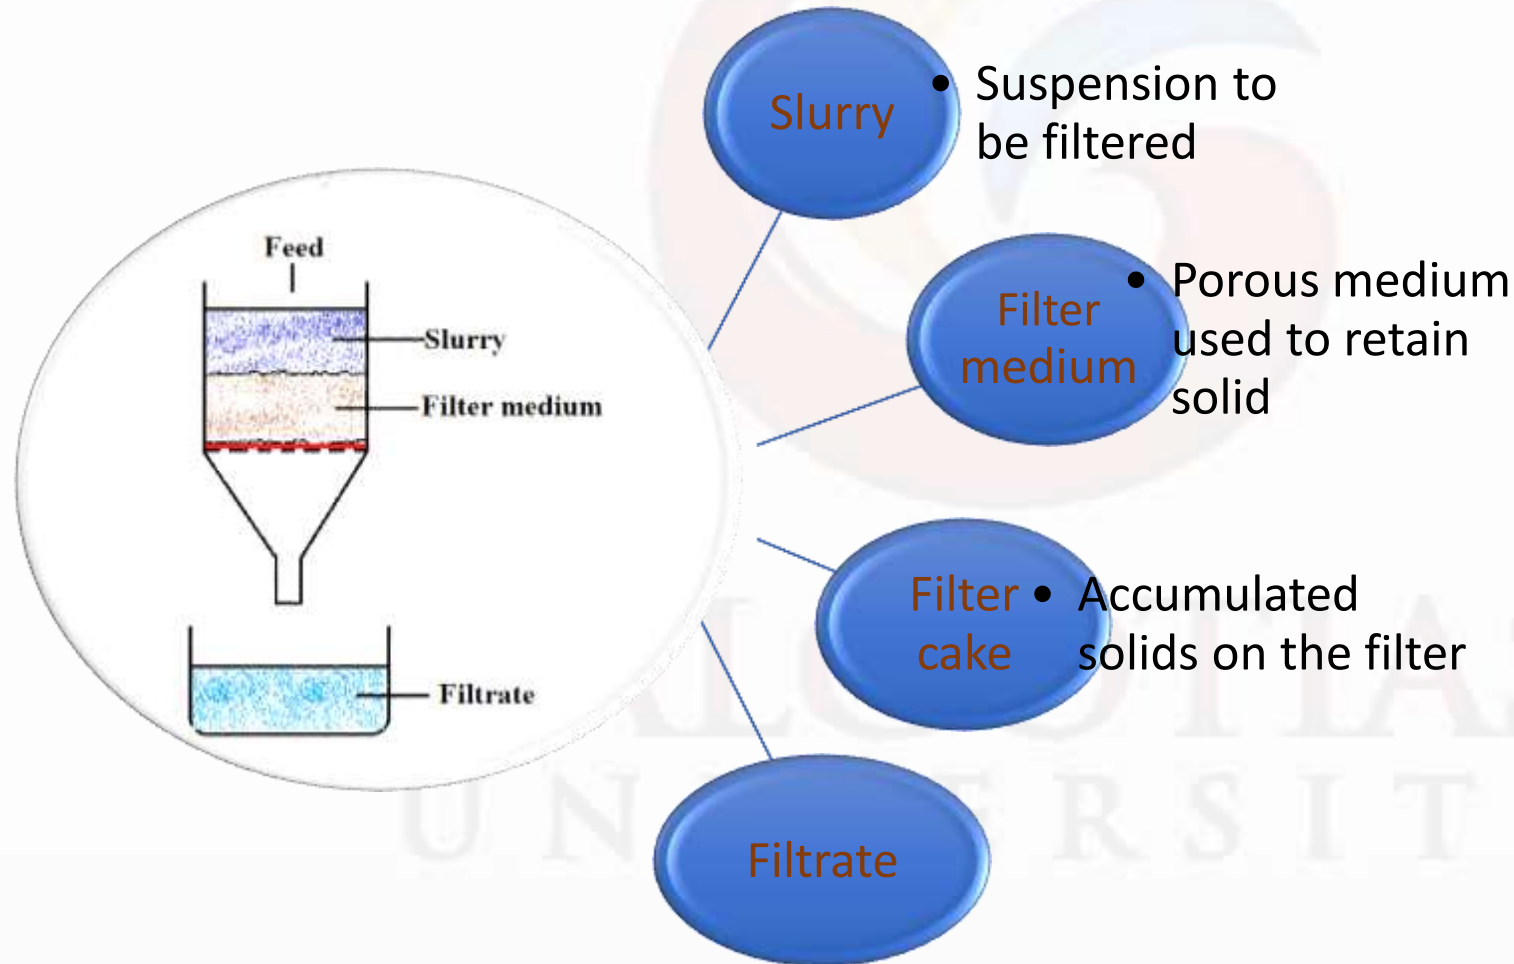 Feed
Slurry
Filter medium
Filtrate
Slurry
• Suspension to
be filtered
Filter
medium
• Porous medium
used to retain
solid
Filter
cake
• Accumulated
solids on the filter
Filtrate